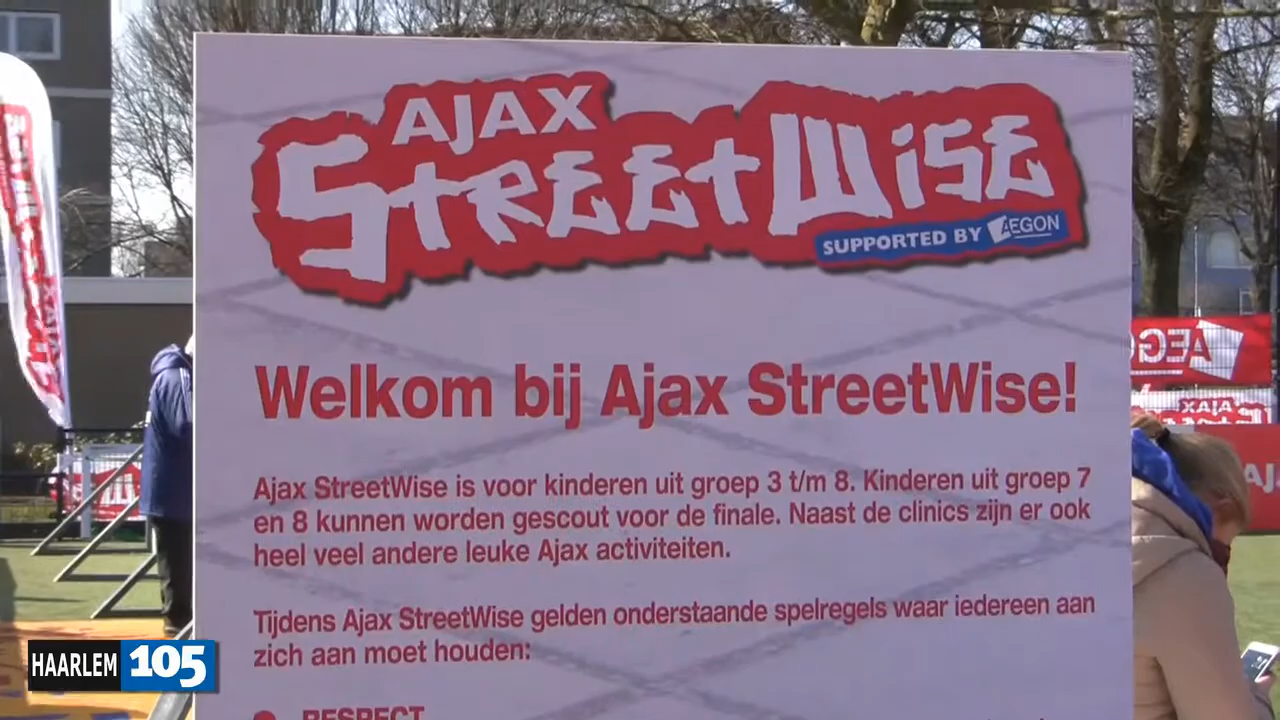 AJAX
STREETWISE
SUPPORTED BY AEGON
Welkom bij Ajax StreetWise!
Ajax StreetWise is voor kinderen uit groep 3 t/m 8. Kinderen uit groep 7
en 8 kunnen worden gescout voor de finale. Naast de clinics zijn er ook
heel veel andere leuke Ajax activiteiten.
Tijdens Ajax StreetWise gelden onderstaande spelregels waar iedereen aan
zich aan moet houden:
RESPECT
AEGO
AJAX
AJ
HAARLEM 105